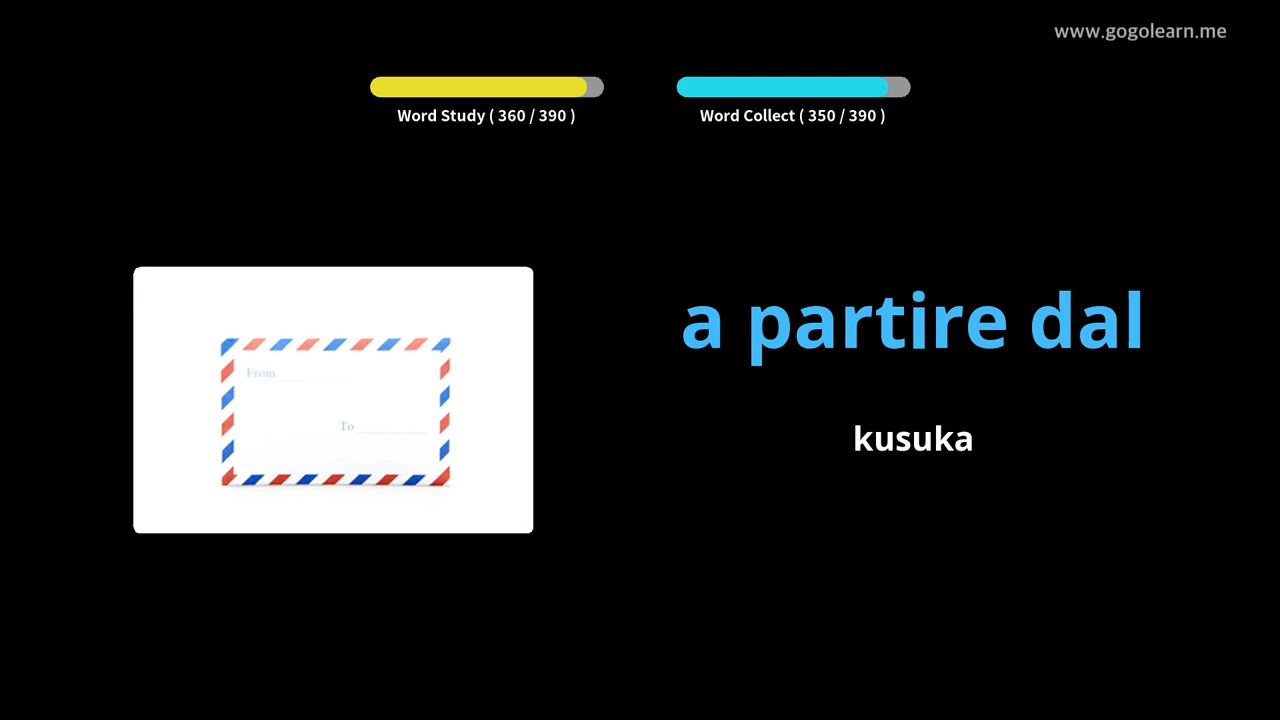 www.gogolearn.me
Word Study ( 360 / 390 )
Word Collect ( 350 / 390 )
From
To
a partire dal
kusuka